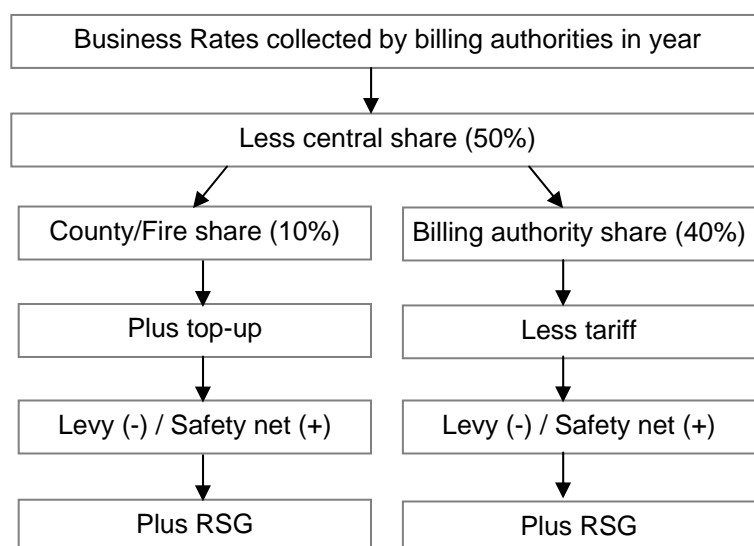 Business Rates collected by billing authorities in year
Less central share (50%)
County/Fire share (10%)
Billing authority share (40%)
Plus top-up
Less tariff
Levy (-) / Safety net (+)
Levy (-) / Safety net (+)
Plus RSG
Plus RSG